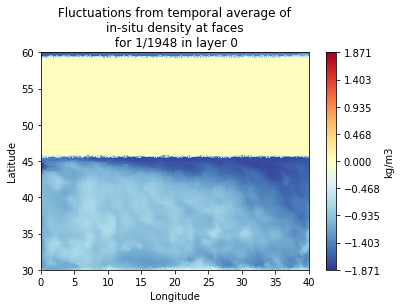 Fluctuations from temporal average of
in-situ density at faces
for 1/1948 in layer 0
60
55
50
45
40
35
30
Latitude
0 5 10 15 20 25 30 35 40
Longitude
1.871
1.403
0.935
0.468
0.000
−0.468
−0.935
−1.403
−1.871
kg/m3